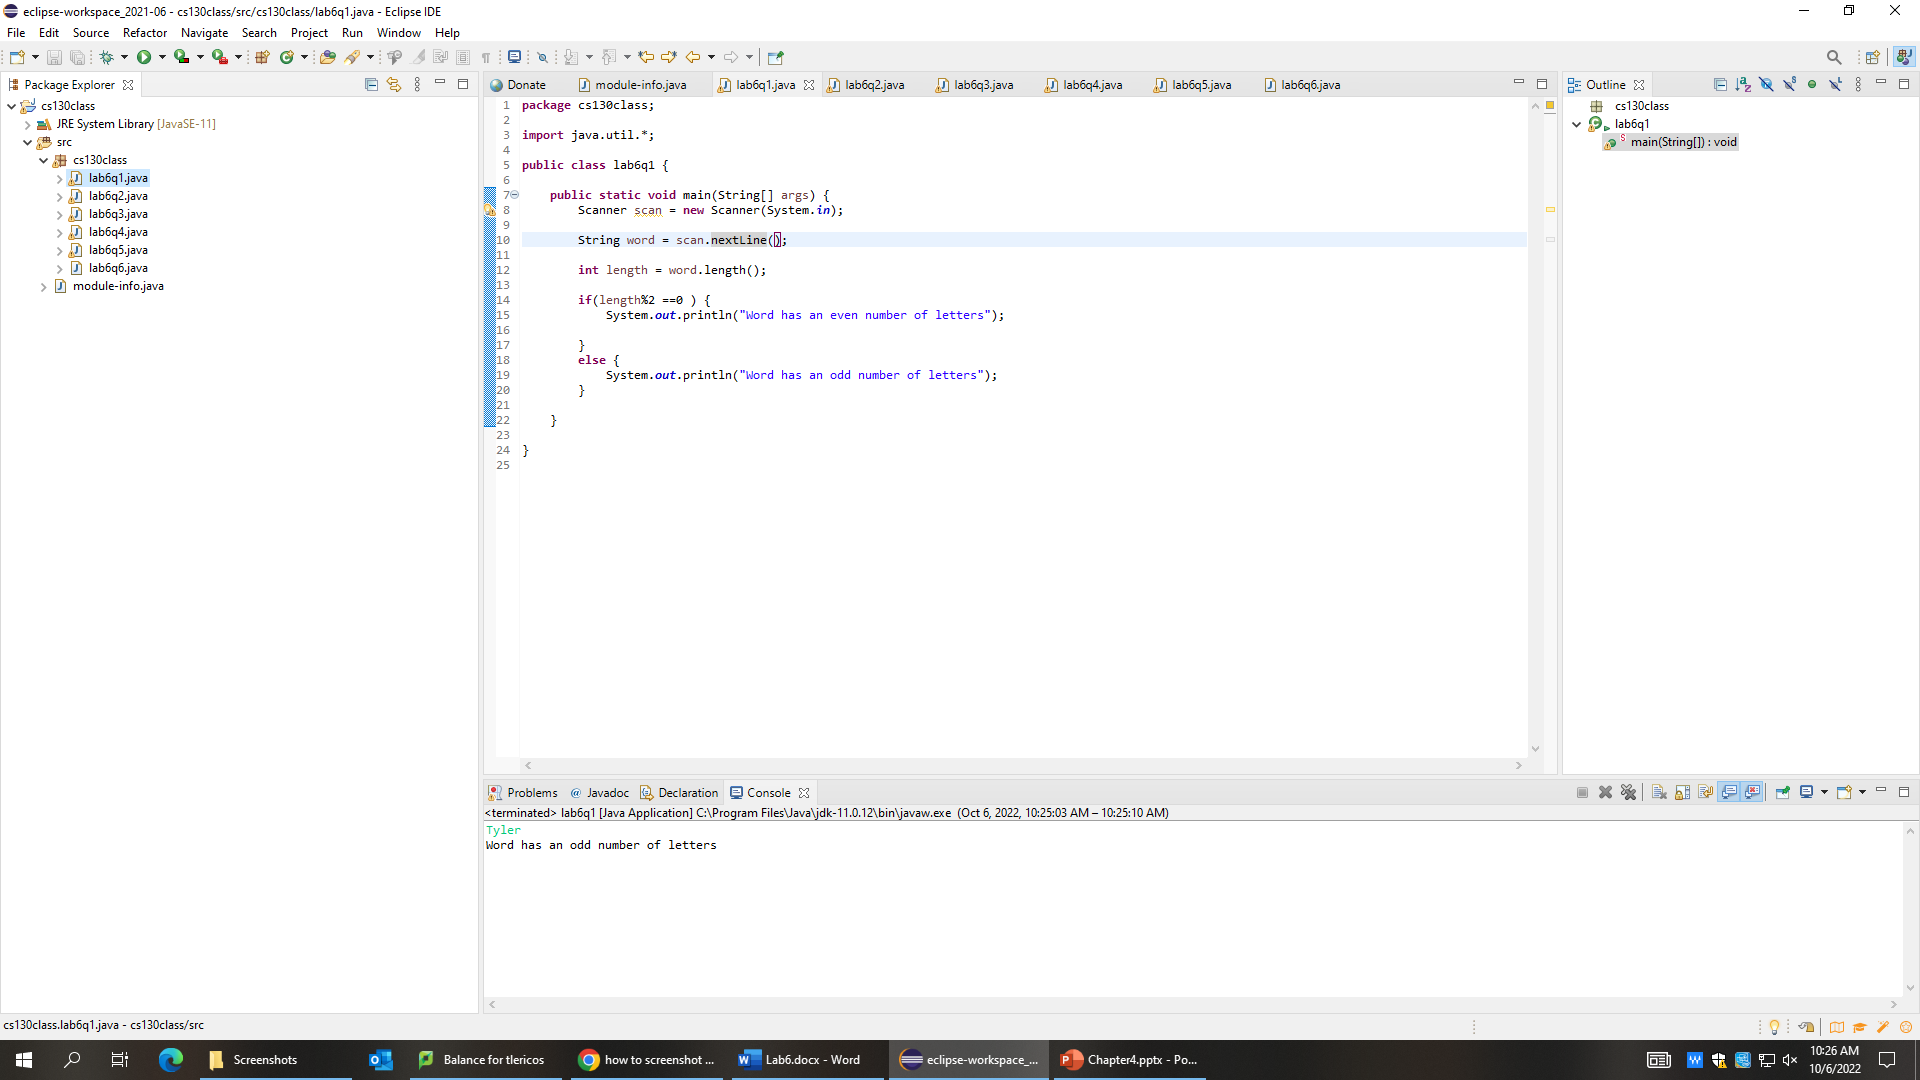 eclipse-workspace_2021-06 - cs130class/src/cs130class/lab6q1.java - Eclipse IDE
File Edit Source Refactor Navigate Search Project Run Window Help
Package Explorer
cs130class
JRE System Library [JavaSE-11]
src
cs130class
lab6q1.java
lab6q2.java
lab6q3.java
lab6q4.java
lab6q5.java
lab6q6.java
module-info.java
Donate module-info.java lab6q1.java lab6q2.java lab6q3.java lab6q4.java lab6q5.java lab6q6.java
1 package cs130class;
2
3 import java.util.*;
4
5 public class lab6q1 {
6
7 public static void main(String[] args) {
8 Scanner scan = new Scanner(System.in);
9
10 String word = scan.nextLine();
11
12 int length = word.length();
13
14 if(length%2 ==0 ) {
15 System.out.println("Word has an even number of letters");
16
17 }
18 else {
19 System.out.println("Word has an odd number of letters");
20 }
21
22 }
23
24 }
25
Outline
cs130class
lab6q1
main(String[]) : void
Problems Javadoc Declaration Console
<terminated> lab6q1 [Java Application] C:\Program Files\Java\jdk-11.0.12\bin\javaw.exe (Oct 6, 2022, 10:25:03 AM – 10:25:10 AM)
Tyler
Word has an odd number of letters
cs130class.lab6q1.java - cs130class/src
Screenshots Balance for tlericos how to screenshot ... Lab6.docx - Word eclipse-workspace_... Chapter4.pptx - Po...
10:26 AM
10/6/2022